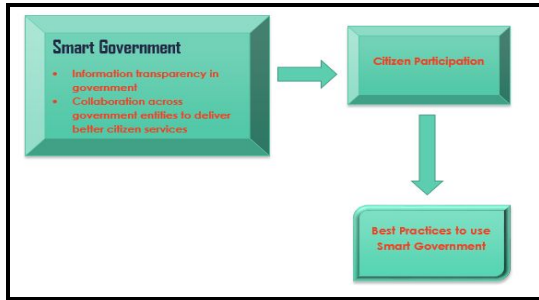 Smart Government
• Information transparency in
government
• Collaboration across
government entities to deliver
better citizen services
Citizen Participation
Best Practices to use
Smart Government